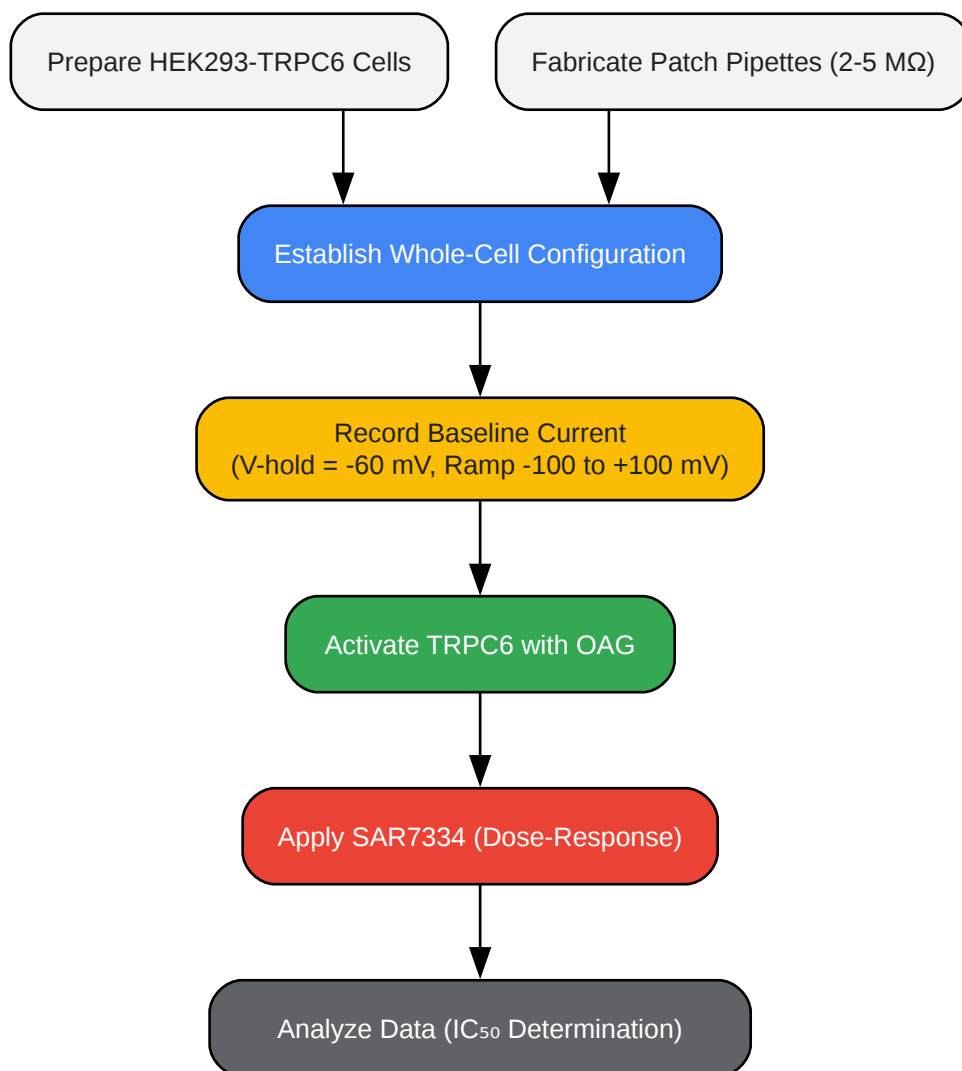 Prepare HEK293-TRPC6 Cells
Fabricate Patch Pipettes (2-5 MΩ)
Establish Whole-Cell Configuration
Record Baseline Current
(V-hold = -60 mV, Ramp -100 to +100 mV)
Activate TRPC6 with OAG
Apply SAR7334 (Dose-Response)
Analyze Data (IC₅₀ Determination)